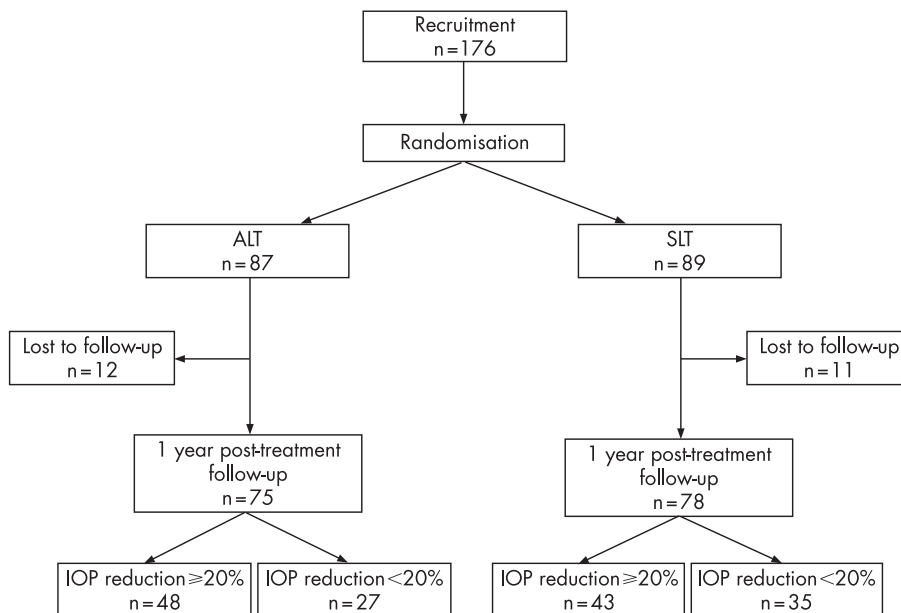 Recruitment
n=176
Randomisation
ALT
n=87
SLT
n=89
Lost to follow-up
n=12
Lost to follow-up
n=11
1 year post-treatment
follow-up
n=75
1 year post-treatment
follow-up
n=78
IOP reduction⩾20%
n=48
IOP reduction<20%
n=27
IOP reduction⩾20%
n=43
IOP reduction<20%
n=35